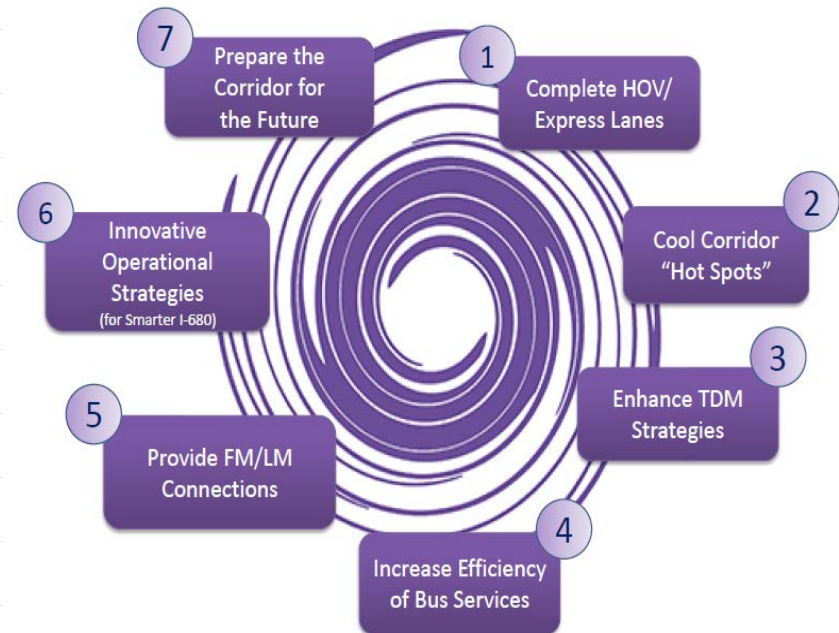 1
Complete HOV/
Express Lanes
2
Cool Corridor
“Hot Spots”
3
Enhance TDM
Strategies
4
Increase Efficiency
of Bus Services
5
Provide FM/LM
Connections
6
Innovative
Operational
Strategies
(for Smarter I-680)
7
Prepare the
Corridor for
the Future